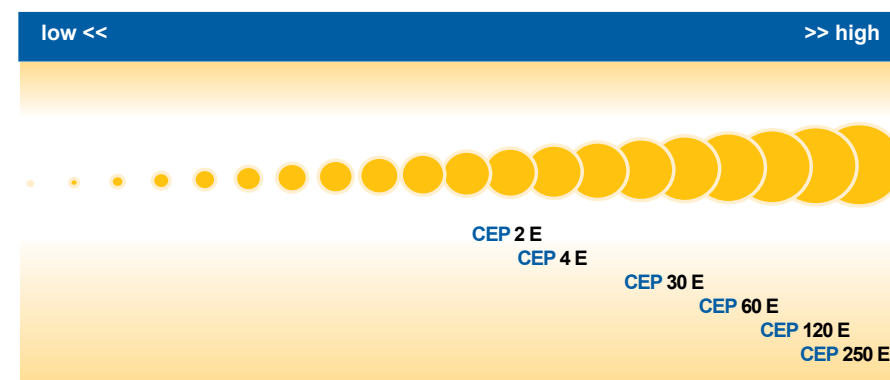 low << >> high
CEP 2 E
CEP 4 E
CEP 30 E
CEP 60 E
CEP 120 E
CEP 250 E